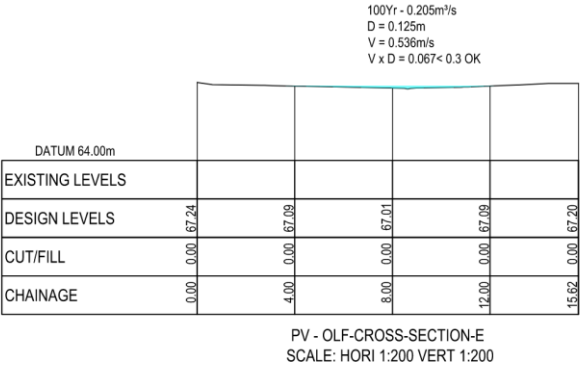 100Yr - 0.205m³/s
D = 0.125m
V = 0.536m/s
V x D = 0.067< 0.3 OK
DATUM 64.00m
EXISTING LEVELS
DESIGN LEVELS 67.24 67.09 67.01 67.09 67.20
CUT/FILL 0.00 0.00 0.00 0.00 0.00
CHAINAGE 0.00 4.00 8.00 12.00 15.62
PV - OLF-CROSS-SECTION-E
SCALE: HORI 1:200 VERT 1:200